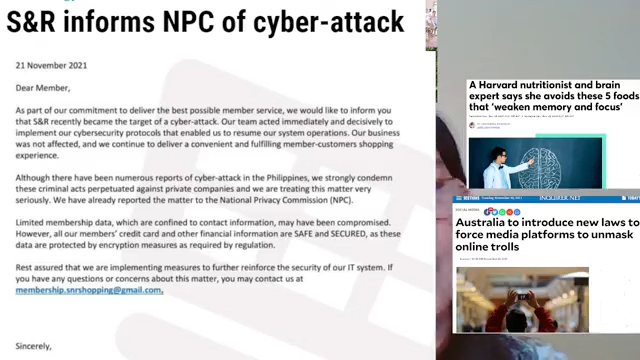 S&R informs NPC of cyber-attack
21 November 2021
Dear Member,
As part of our commitment to deliver the best possible member service, we would like to inform you
that S&R recently became the target of a cyber-attack. Our team acted immediately and decisively to
implement our cybersecurity protocols that enabled us to resume our system operations. Our business
was not affected, and we continue to deliver a convenient and fulfilling member-customers shopping
experience.
Although there have been numerous reports of cyber-attack in the Philippines, we strongly condemn
these criminal acts perpetuated against private companies and we are treating this matter very
seriously. We have already reported the matter to the National Privacy Commission (NPC).
Limited membership data, which are confined to contact information, may have been compromised.
However, all our members' credit card and other financial information are SAFE and SECURED, as these
data are protected by encryption measures as required by regulation.
Rest assured that we are implementing measures to further reinforce the security of our IT system. If
you have any questions or concerns about this matter, you may contact us at
membership.snrshopping@gmail.com.
Sincerely,
A Harvard nutritionist and brain
expert says she avoids these 5 foods
that 'weaken memory and focus'
INQUIRER.NET
Australia to introduce new laws to
force media platforms to unmask
online trolls